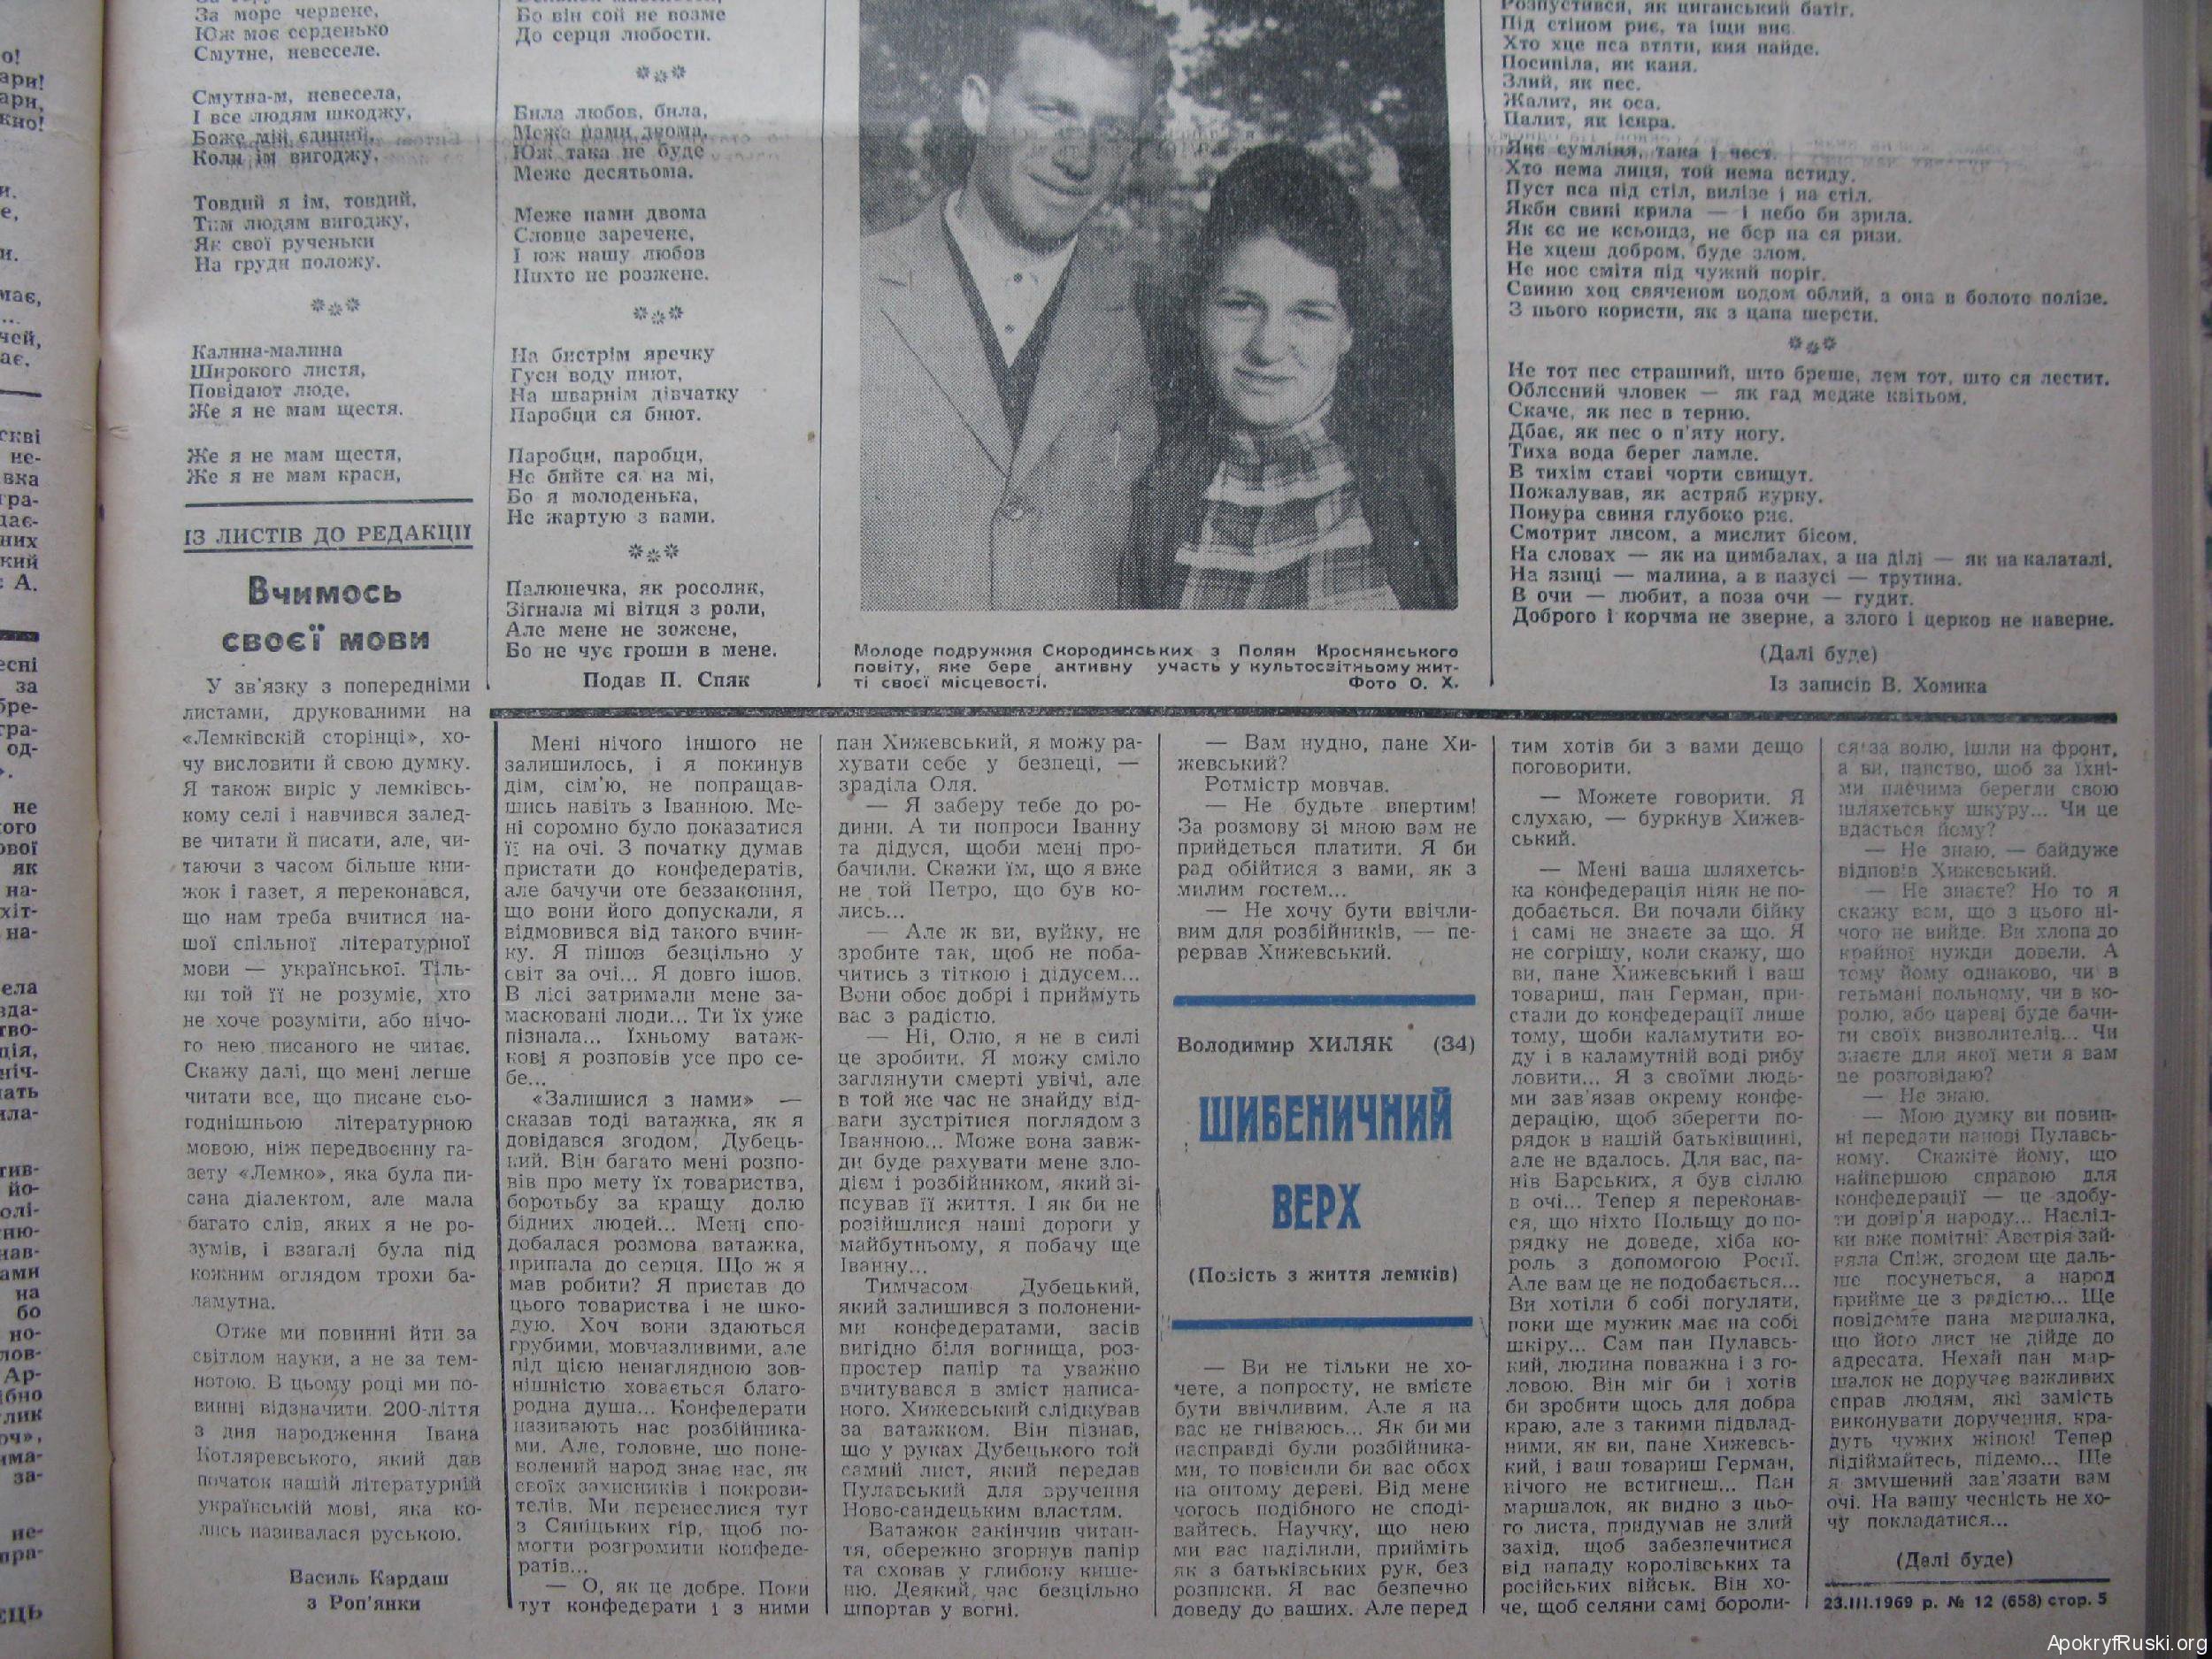 За море червене,
Юж моє серденько
Смутне, невеселе.
Смутна-м, невесела,
І все людям шкоджу,
Боже мій єдиний,
Коли їм вигоджу.
Товдий я їм, товдий,
Тим людям вигоджу,
Як свої рученьки
На груди положу.
Калина-малина
Широкого листя,
Повідают люде,
Же я не мам щестя.
Же я не мам щестя,
Же я не мам краси,
Бо він сой не возме
До серця любости.
Била любов, била,
Меже нами двома,
Юж така не буде
Меже десятьома.
Меже нами двома
Словце заречене,
І юж нашу любов
Нихто не розжене.
На бистрім яречку
Гуси воду пиют,
На шварнім дівчатку
Паробци ся биют.
Паробци, паробци,
Не бийте ся на мі,
Бо я молоденька,
Не жартую з вами.
Палюнечка, як росолик,
Зігнала мі вітця з роли,
Але мене не зожене,
Бо не чує гроши в мене.
Подав П. Спяк
Молоде подружжя Скородинських з Полян Кроснянського
повіту, яке бере активну участь у культосвітньому жит-
ті своєї місцевості.
Фото О. Х.
Розпустився, як циганський батіг.
Під стіном риє, та іщи виє.
Хто хце пса втяти, кия найде.
Посиніла, як каня.
Злий, як пес.
Жалит, як оса.
Палит, як іскра.
Яке сумліня, така і чест.
Хто нема лиця, той нема встиду.
Пуст пса під стіл, вилізе і на стіл.
Якби свині крила — і небо би зрила.
Як єс не ксьондз, не бер на ся ризи.
Не хцеш добром, буде злом.
Не нос смітя під чужий поріг.
Свиню хоц свяченом водом облий, а она в болото полізе.
З нього користи, як з цапа шерсти.
Не тот пес страшний, што бреше, лем тот, што ся лестит.
Облесний чловек — як гад медже квітьом.
Скаче, як пес в терню.
Дбає, як пес о п'яту ногу.
Тиха вода берег ламле.
В тихім ставі чорти свищут.
Пожалував, як астряб курку.
Понура свиня глубоко риє.
Смотрит лисом, а мислит бісом.
На словах — як на цимбалах, а на ділі — як на калаталі.
На язиці — малина, а в пазусі — трутина.
В очи — любит, а поза очи — гудит.
Доброго і корчма не зверне, а злого і церков не наверне.
(Далі буде)
Із записів В. Хомика
ІЗ ЛИСТІВ ДО РЕДАКЦІЇ
Вчимось
своєї мови
У зв'язку з попередніми
листами, друкованими на
«Лемківській сторінці», хо-
чу висловити й свою думку.
Я також виріс у лемківсь-
кому селі і навчився залед-
ве читати й писати, але, чи-
таючи з часом більше кни-
жок і газет, я переконався,
що нам треба вчитися на-
шої спільної літературної
мови — української. Тіль-
ки той її не розуміє, хто
не хоче розуміти, або нічо-
го нею писаного не читає.
Скажу далі, що мені легше
читати все, що писане сьо-
годнішньою літературною
мовою, ніж передвоєнну га-
зету «Лемко», яка була пи-
сана діалектом, але мала
багато слів, яких я не ро-
зумів, і взагалі була під
кожним оглядом трохи ба-
ламутна.
Отже ми повинні йти за
світлом науки, а не за тем-
нотою. В цьому році ми по-
винні відзначити 200-ліття
з дня народження Івана
Котляревського, який дав
початок нашій літературній
українській мові, яка ко-
лись називалася руською.
Василь Кардаш
з Роп'янки
Мені нічого іншого не
залишилось, і я покинув
дім, сім'ю, не попращав-
шись навіть з Іванною. Ме-
ні соромно було показатися
її на очі. З початку думав
пристати до конфедератів,
але бачучи оте беззаконня,
що вони його допускали, я
відмовився від такого вчин-
ку. Я пішов безцільно у
світ за очі... Я довго ішов.
В лісі затримали мене за-
масковані люди... Ти їх уже
пізнала... Їхньому ватаж-
кові я розповів усе про се-
бе...
«Залишися з нами» —
сказав тоді ватажка, як я
довідався згодом, Дубець-
кий. Він багато мені розпо-
вів про мету їх товариства,
боротьбу за кращу долю
бідних людей... Мені спо-
добалася розмова ватажка,
припала до серця. Що ж я
мав робити? Я пристав до
цього товариства і не шко-
дую. Хоч вони здаються
грубими, мовчазливими, але
під цією ненаглядною зов-
нішністю ховається благо-
родна душа... Конфедерати
називають нас розбійника-
ми. Але, головне, що поне-
волений народ знає нас, як
своїх захисників і покрови-
телів. Ми перенеслися тут
з Сяніцьких гір, щоб по-
могти розгромити конфеде-
ратів...
— О, як це добре. Поки
тут конфедерати і з ними
пан Хижевський, я можу ра-
хувати себе у безпеці, —
зраділа Оля.
— Я заберу тебе до ро-
дини. А ти попроси Іванну
та дідуся, щоби мені про-
бачили. Скажи їм, що я вже
не той Петро, що був ко-
лись...
— Але ж ви, вуйку, не
зробите так, щоб не поба-
читись з тіткою і дідусем...
Вони обоє добрі і приймуть
вас з радістю.
— Ні, Олю, я не в силі
це зробити. Я можу сміло
заглянути смерті увічі, але
в той же час не знайду від-
ваги зустрітися поглядом з
Іванною... Може вона завж-
ди буде рахувати мене зло-
дієм і розбійником, який зі-
псував її життя. І як би не
розійшлися наші дороги у
майбутньому, я побачу ще
Іванну...
Тимчасом Дубецький,
який залишився з полонени-
ми конфедератами, засів
вигідно біля вогнища, роз-
простер папір та уважно
вчитувався в зміст написа-
ного. Хижевський слідкував
за ватажком. Він пізнав,
що у руках Дубецького той
самий лист, який передав
Пулавський для вручення
Ново-сандецьким властям.
Ватажок закінчив читан-
тя, обережно згорнув папір
та сховав у глибоку кише-
ню. Деякий час безцільно
шпортав у вогні.
— Вам нудно, пане Хи-
жевський?
Ротмістр мовчав.
— Не будьте впертим!
За розмову зі мною вам не
прийдеться платити. Я би
рад обійтися з вами, як з
милим гостем...
— Не хочу бути ввічли-
вим для розбійників, — пе-
рервав Хижевський.
Володимир ХИЛЯК (34)
ШИБЕНИЧНИЙ
ВЕРХ
(Повість з життя лемків)
— Ви не тільки не хо-
чете, а попросту, не вмієте
бути ввічливим. Але я на
вас не гніваюсь... Як би ми
насправді були розбійника-
ми, то повісили би вас обох
на оптому дереві. Від мене
чогось подібного не споді-
вайтесь. Научку, що нею
ми вас наділили, прийміть
як з батьківських рук, без
розписки. Я вас безпечно
доведу до ваших. Але перед
тим хотів би з вами дещо
поговорити.
— Можете говорити. Я
слухаю, — буркнув Хижев-
ський.
— Мені ваша шляхетсь-
ка конфедерація ніяк не по-
добається. Ви почали бійку
і самі не знаєте за що. Я
не согрішу, коли скажу, що
ви, пане Хижевський і ваш
товариш, пан Герман, при-
стали до конфедерації лише
тому, щоби каламутити во-
ду і в каламутній воді рибу
ловити... Я з своїми людь-
ми зав'язав окрему конфе-
дерацію, щоб зберегти по-
рядок в нашій батьківщині,
але не вдалось. Для вас, па-
нів Барських, я був сіллю
в очі... Тепер я переконав-
ся, що ніхто Польщу до по-
рядку не доведе, хіба ко-
роль з допомогою Росії.
Але вам це не подобається...
Ви хотіли б собі погуляти,
поки ще мужик має на собі
шкіру... Сам пан Пулавсь-
кий, людина поважна і з го-
ловою. Він міг би і хотів
би зробити щось для добра
краю, але з такими підвлад-
ними, як ви, пане Хижевсь-
кий, і ваш товариш Герман,
нічого не встигнеш... Пан
маршалок, як видно з цьо-
го листа, придумав не злий
захід, щоб забезпечитися
від нападу королівських та
російських військ. Він хо-
че, щоб селяни самі бороли-
ся за волю, ішли на фронт,
а ви, панство, щоб за їхні-
ми плечима берегли свою
шляхетську шкуру... Чи це
вдасться йому?
— Не знаю, — байдуже
відповів Хижевський.
— Не знаєте? Но то я
скажу вам, що з цього ні-
чого не вийде. Ви хлопа до
крайної нужди довели. А
тому йому однаково, чи в
гетьмані польному, чи в ко-
ролю, або цареві буде бачи-
ти своїх визволителів... Чи
знаєте для якої мети я вам
це розповідаю?
— Не знаю.
— Мою думку ви повин-
ні передати панові Пулавсь-
кому. Скажіть йому, що
найпершою справою для
конфедерації — це здобу-
ти довір'я народу... Наслід-
ки вже помітні: Австрія зай-
няла Спіж, згодом ще даль-
ше посунеться, а народ
прийме це з радістю... Ще
повідомте пана маршалка,
що його лист не дійде до
адресата. Нехай пан мар-
шалок не доручає важливих
справ людям, які замість
виконувати доручення, кра-
дуть чужих жінок! Тепер
підіймайтесь, підемо... Ще
я змушений зав'язати вам
очі. На вашу чесність не хо-
чу покладатися...
(Далі буде)
23.III.1969 р. № 12 (658) стор. 5
ApokryfRuski.org